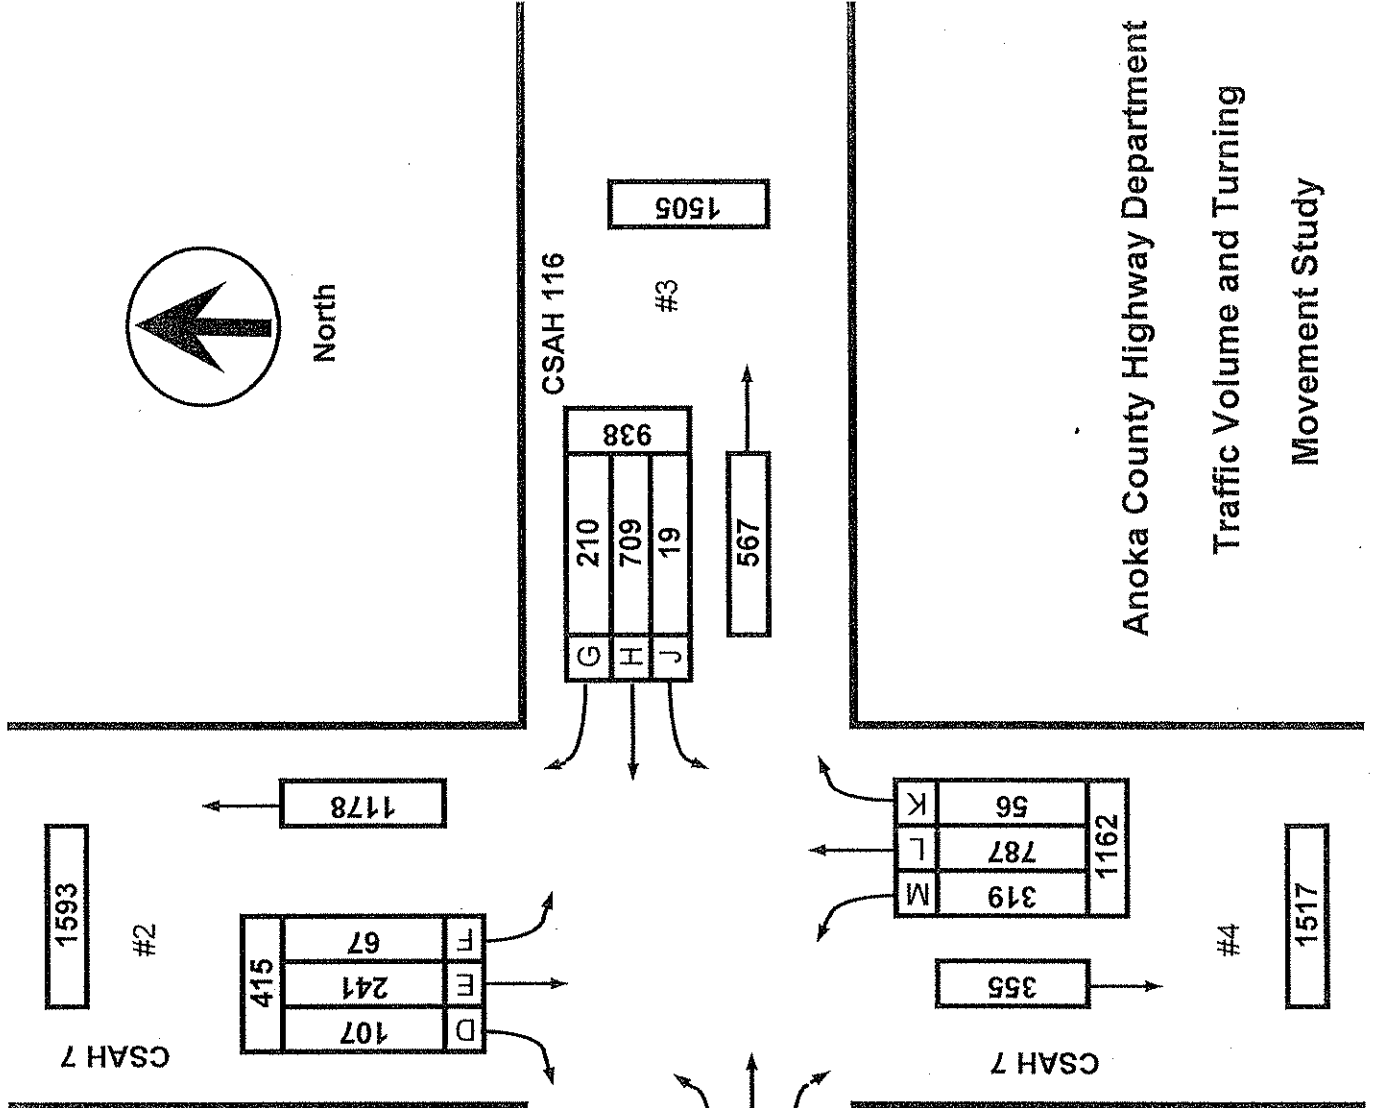 North
CSAH 116
#3
1505
938
G 210
H 709
J 19
567
1593
#2
CSAH 7
1178
415
67
241
107
F
E
D
K 56
L 787
M 319
1162
355
#4
1517
CSAH 7
Anoka County Highway Department
Traffic Volume and Turning
Movement Study